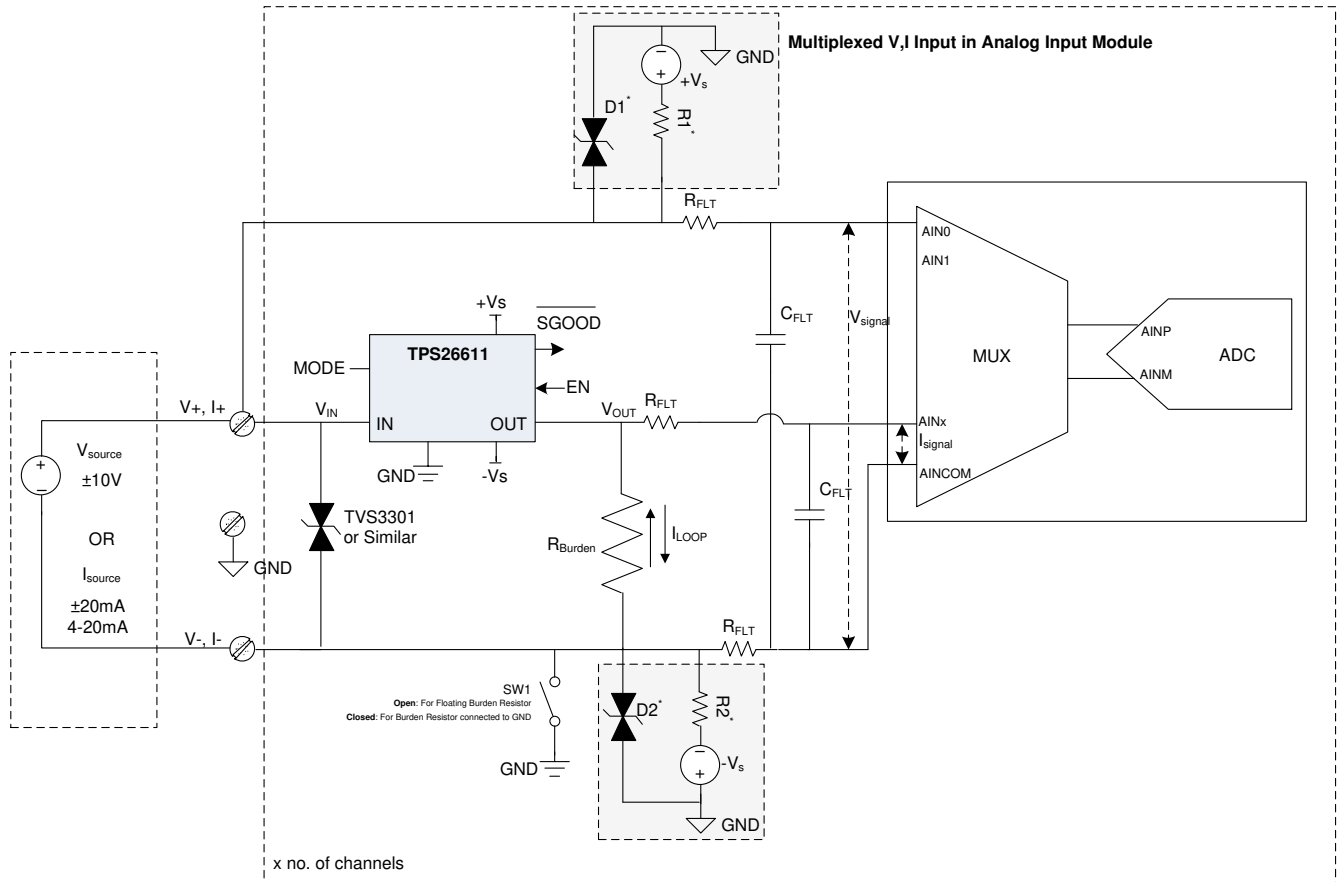 Multiplexed V,I Input in Analog Input Module
GND
+Vs
D1*
R1*
RFLT
AIN0
AIN1
+Vs
SGOOD
CFLT
Vsignal
TPS26611
MUX
AINP
ADC
MODE
EN
AINM
V+, I+
VIN
IN
OUT
VOUT
RFLT
AINx
Isignal
Vsource
±10V
GND
-Vs
AINCOM
CFLT
TVS3301
or Similar
OR
RBurden
ILOOP
GND
Isource
±20mA
4-20mA
RFLT
V-, I-
SW1
Open: For Floating Burden Resistor
Closed: For Burden Resistor connected to GND
D2*
R2*
-Vs
GND
GND
x no. of channels